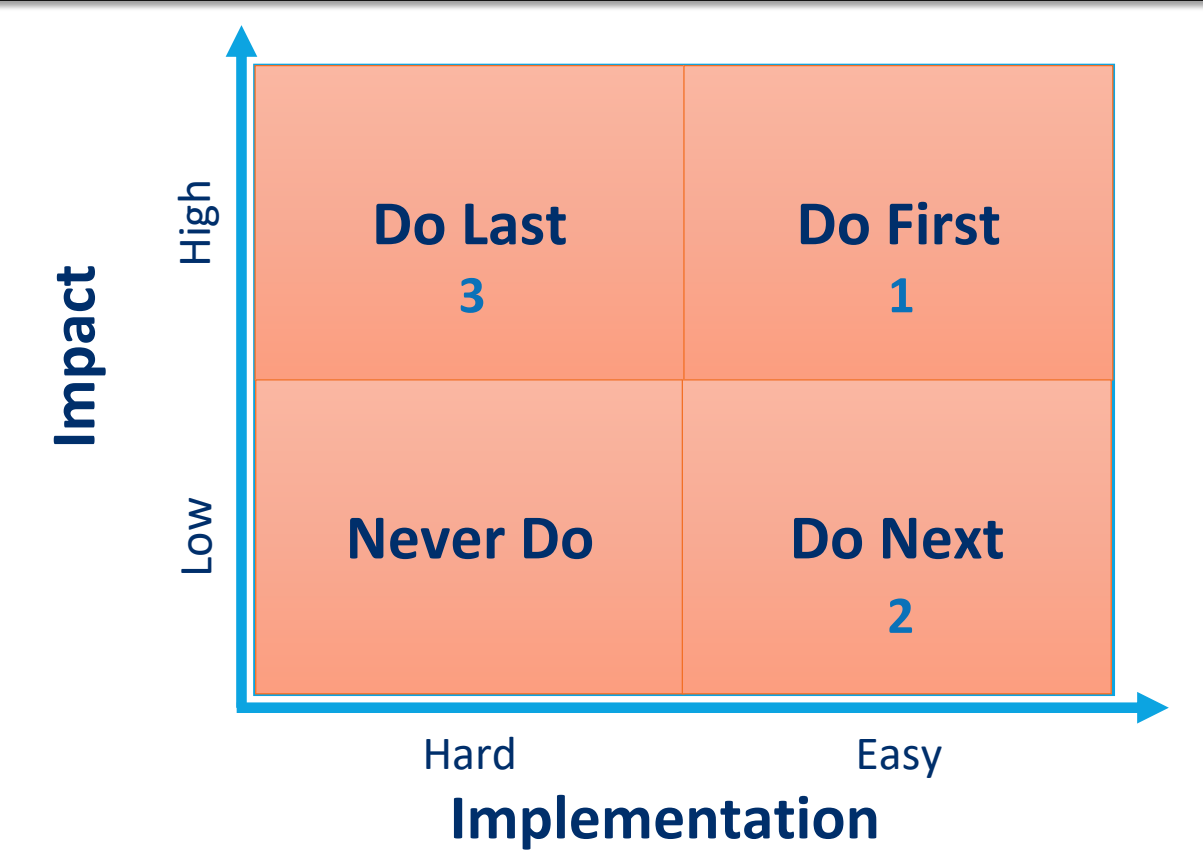 Impact
High
Low
Do Last
3
Do First
1
Never Do
Do Next
2
Hard
Easy
Implementation